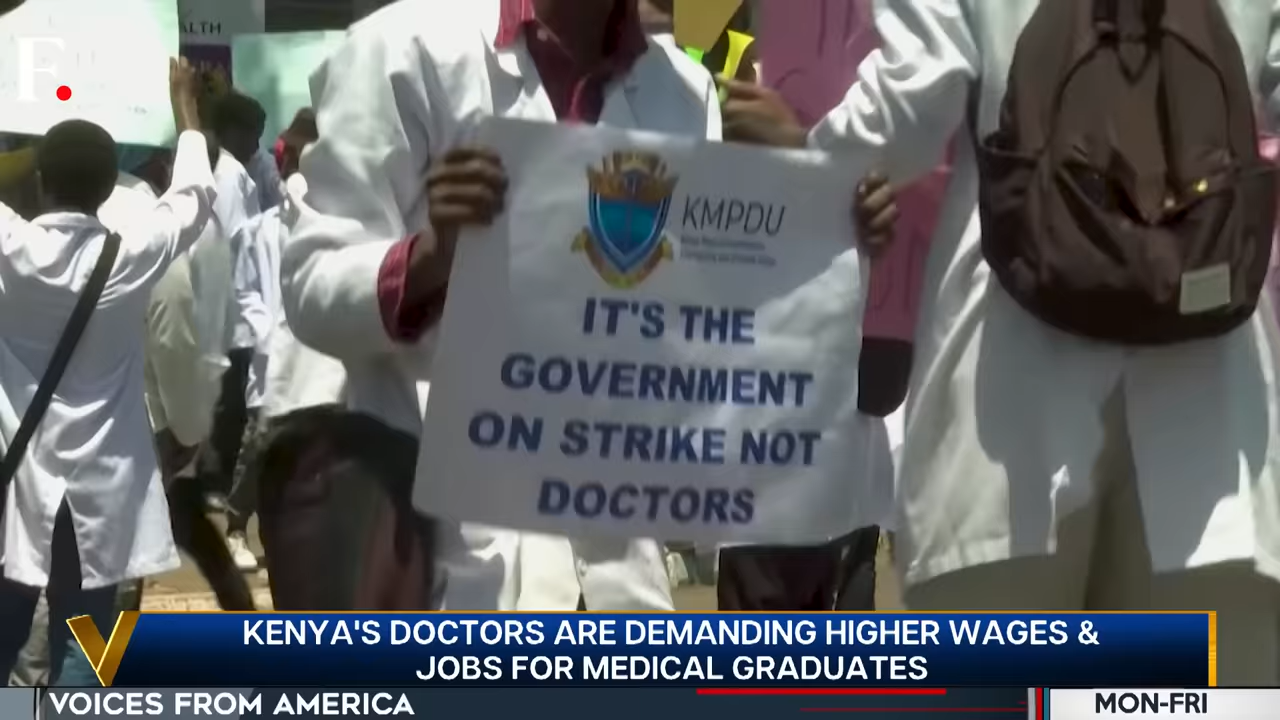 F.
ALTH
KMPDU
IT'S THE
GOVERNMENT
ON STRIKE NOT
DOCTORS
KENYA'S DOCTORS ARE DEMANDING HIGHER WAGES &
JOBS FOR MEDICAL GRADUATES
VOICES FROM AMERICA
MON-FRI